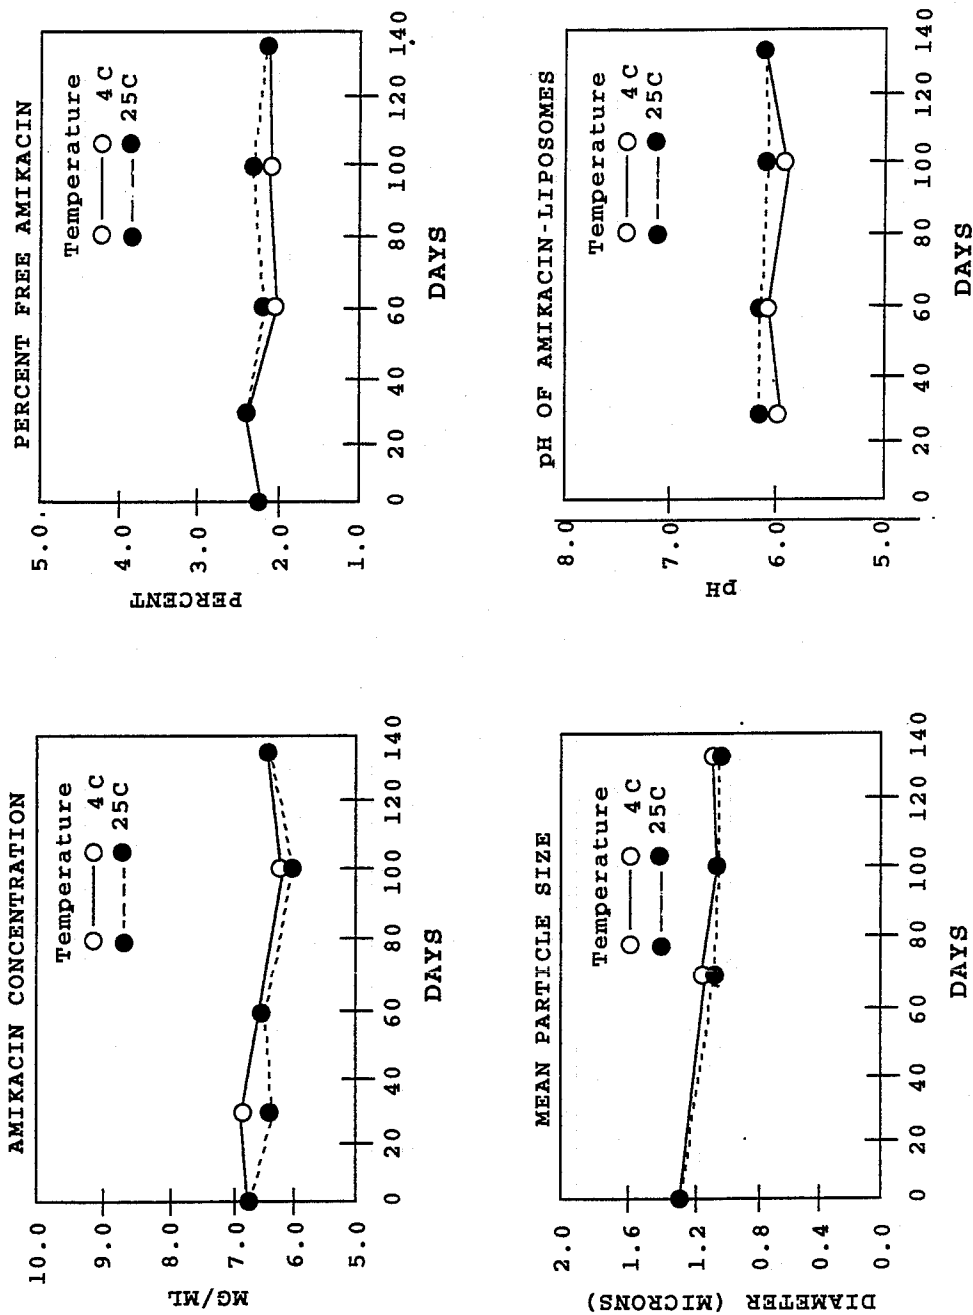 AMIKACIN CONCENTRATION
Temperature
4 C
25C
MG/ML
10.0
9.0
8.0
7.0
6.0
5.0
0 20 40 60 80 100 120 140
DAYS
PERCENT FREE AMIKACIN
Temperature
4 C
25C
PERCENT
5.0
4.0
3.0
2.0
1.0
0 20 40 60 80 100 120 140
DAYS
MEAN PARTICLE SIZE
Temperature
4 C
25C
DIAMETER (MICRONS)
2.0
1.6
1.2
0.8
0.4
0.0
0 20 40 60 80 100 120 140
DAYS
pH OF AMIKACIN-LIPOSOMES
Temperature
4 C
25C
pH
8.0
7.0
6.0
5.0
0 20 40 60 80 100 120 140
DAYS